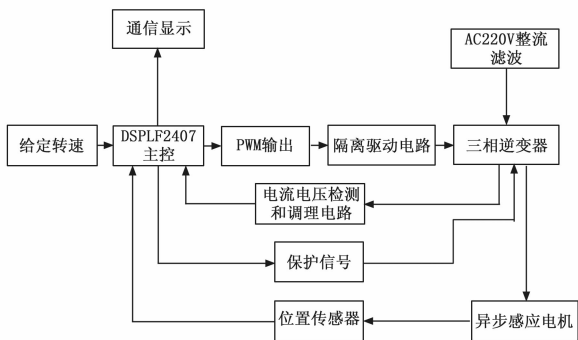 通信显示
AC220V整流
滤波
给定转速
DSPLF2407
主控
PWM输出
隔离驱动电路
三相逆变器
电流电压检测
和调理电路
保护信号
位置传感器
异步感应电机